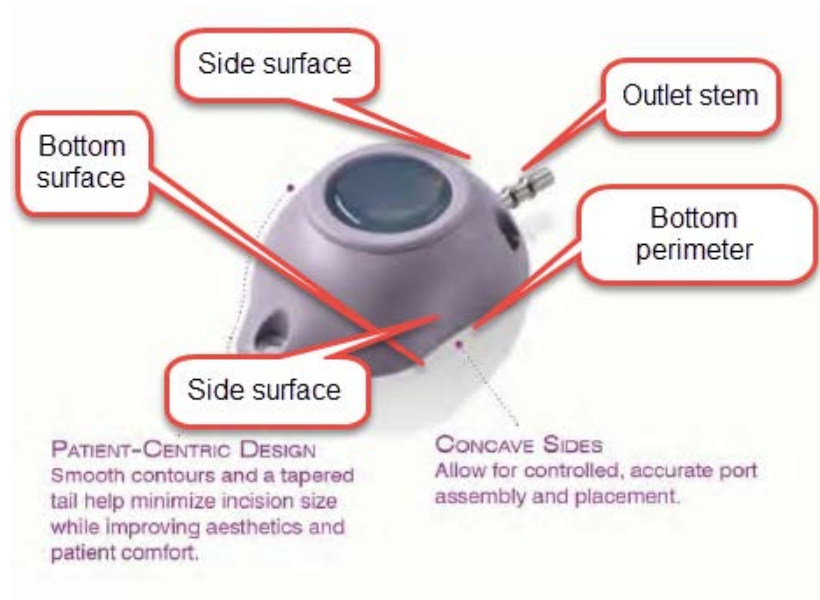 Side surface
Outlet stem
Bottom
surface
Bottom
perimeter
Side surface
PATIENT-CENTRIC DESIGN
Smooth contours and a tapered
tail help minimize incision size
while improving aesthetics and
patient comfort.
CONCAVE SIDES
Allow for controlled, accurate port
assembly and placement.